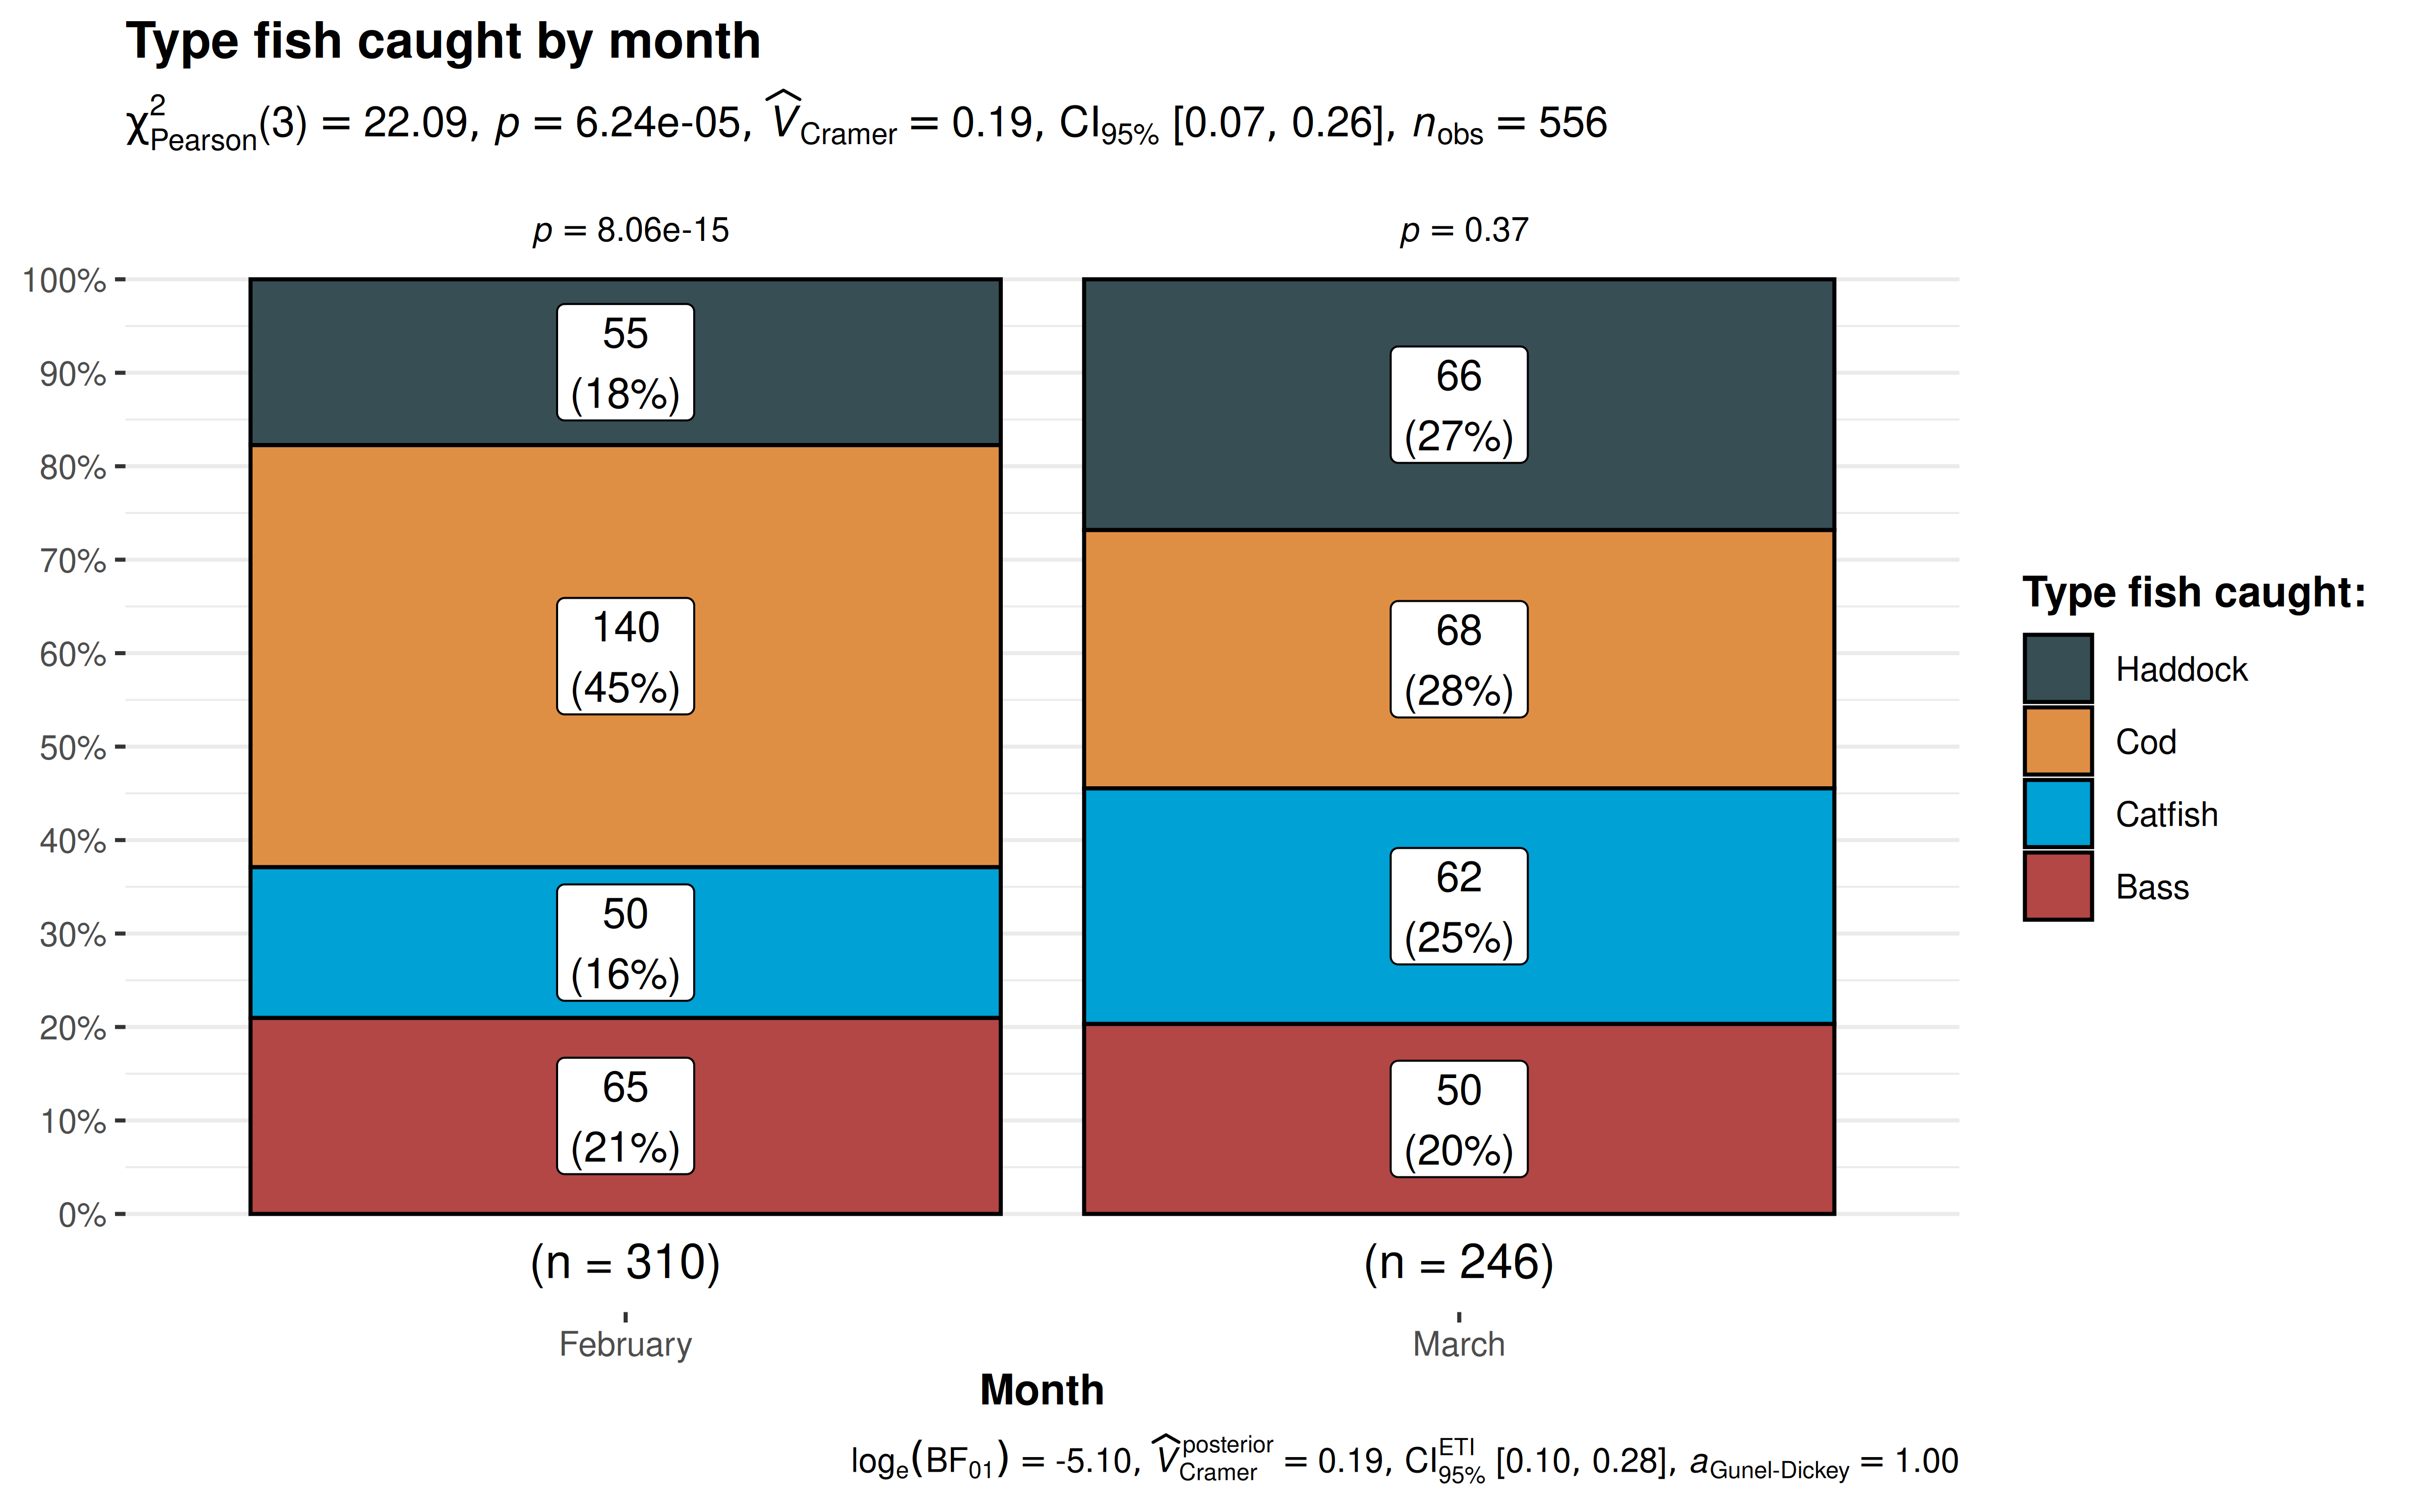 Type fish caught by month
χ²Pearson(3) = 22.09, p = 6.24e-05, V̂Cramer = 0.19, CI95% [0.07, 0.26], nobs = 556
p = 8.06e-15
p = 0.37
100%
90%
80%
70%
60%
50%
40%
30%
20%
10%
0%
55
(18%)
140
(45%)
50
(16%)
65
(21%)
66
(27%)
68
(28%)
62
(25%)
50
(20%)
(n = 310)
(n = 246)
February
March
Month
Type fish caught:
Haddock
Cod
Catfish
Bass
loge(BF01) = -5.10, V̂posterior Cramer = 0.19, CIETI 95% [0.10, 0.28], aGunel-Dickey = 1.00